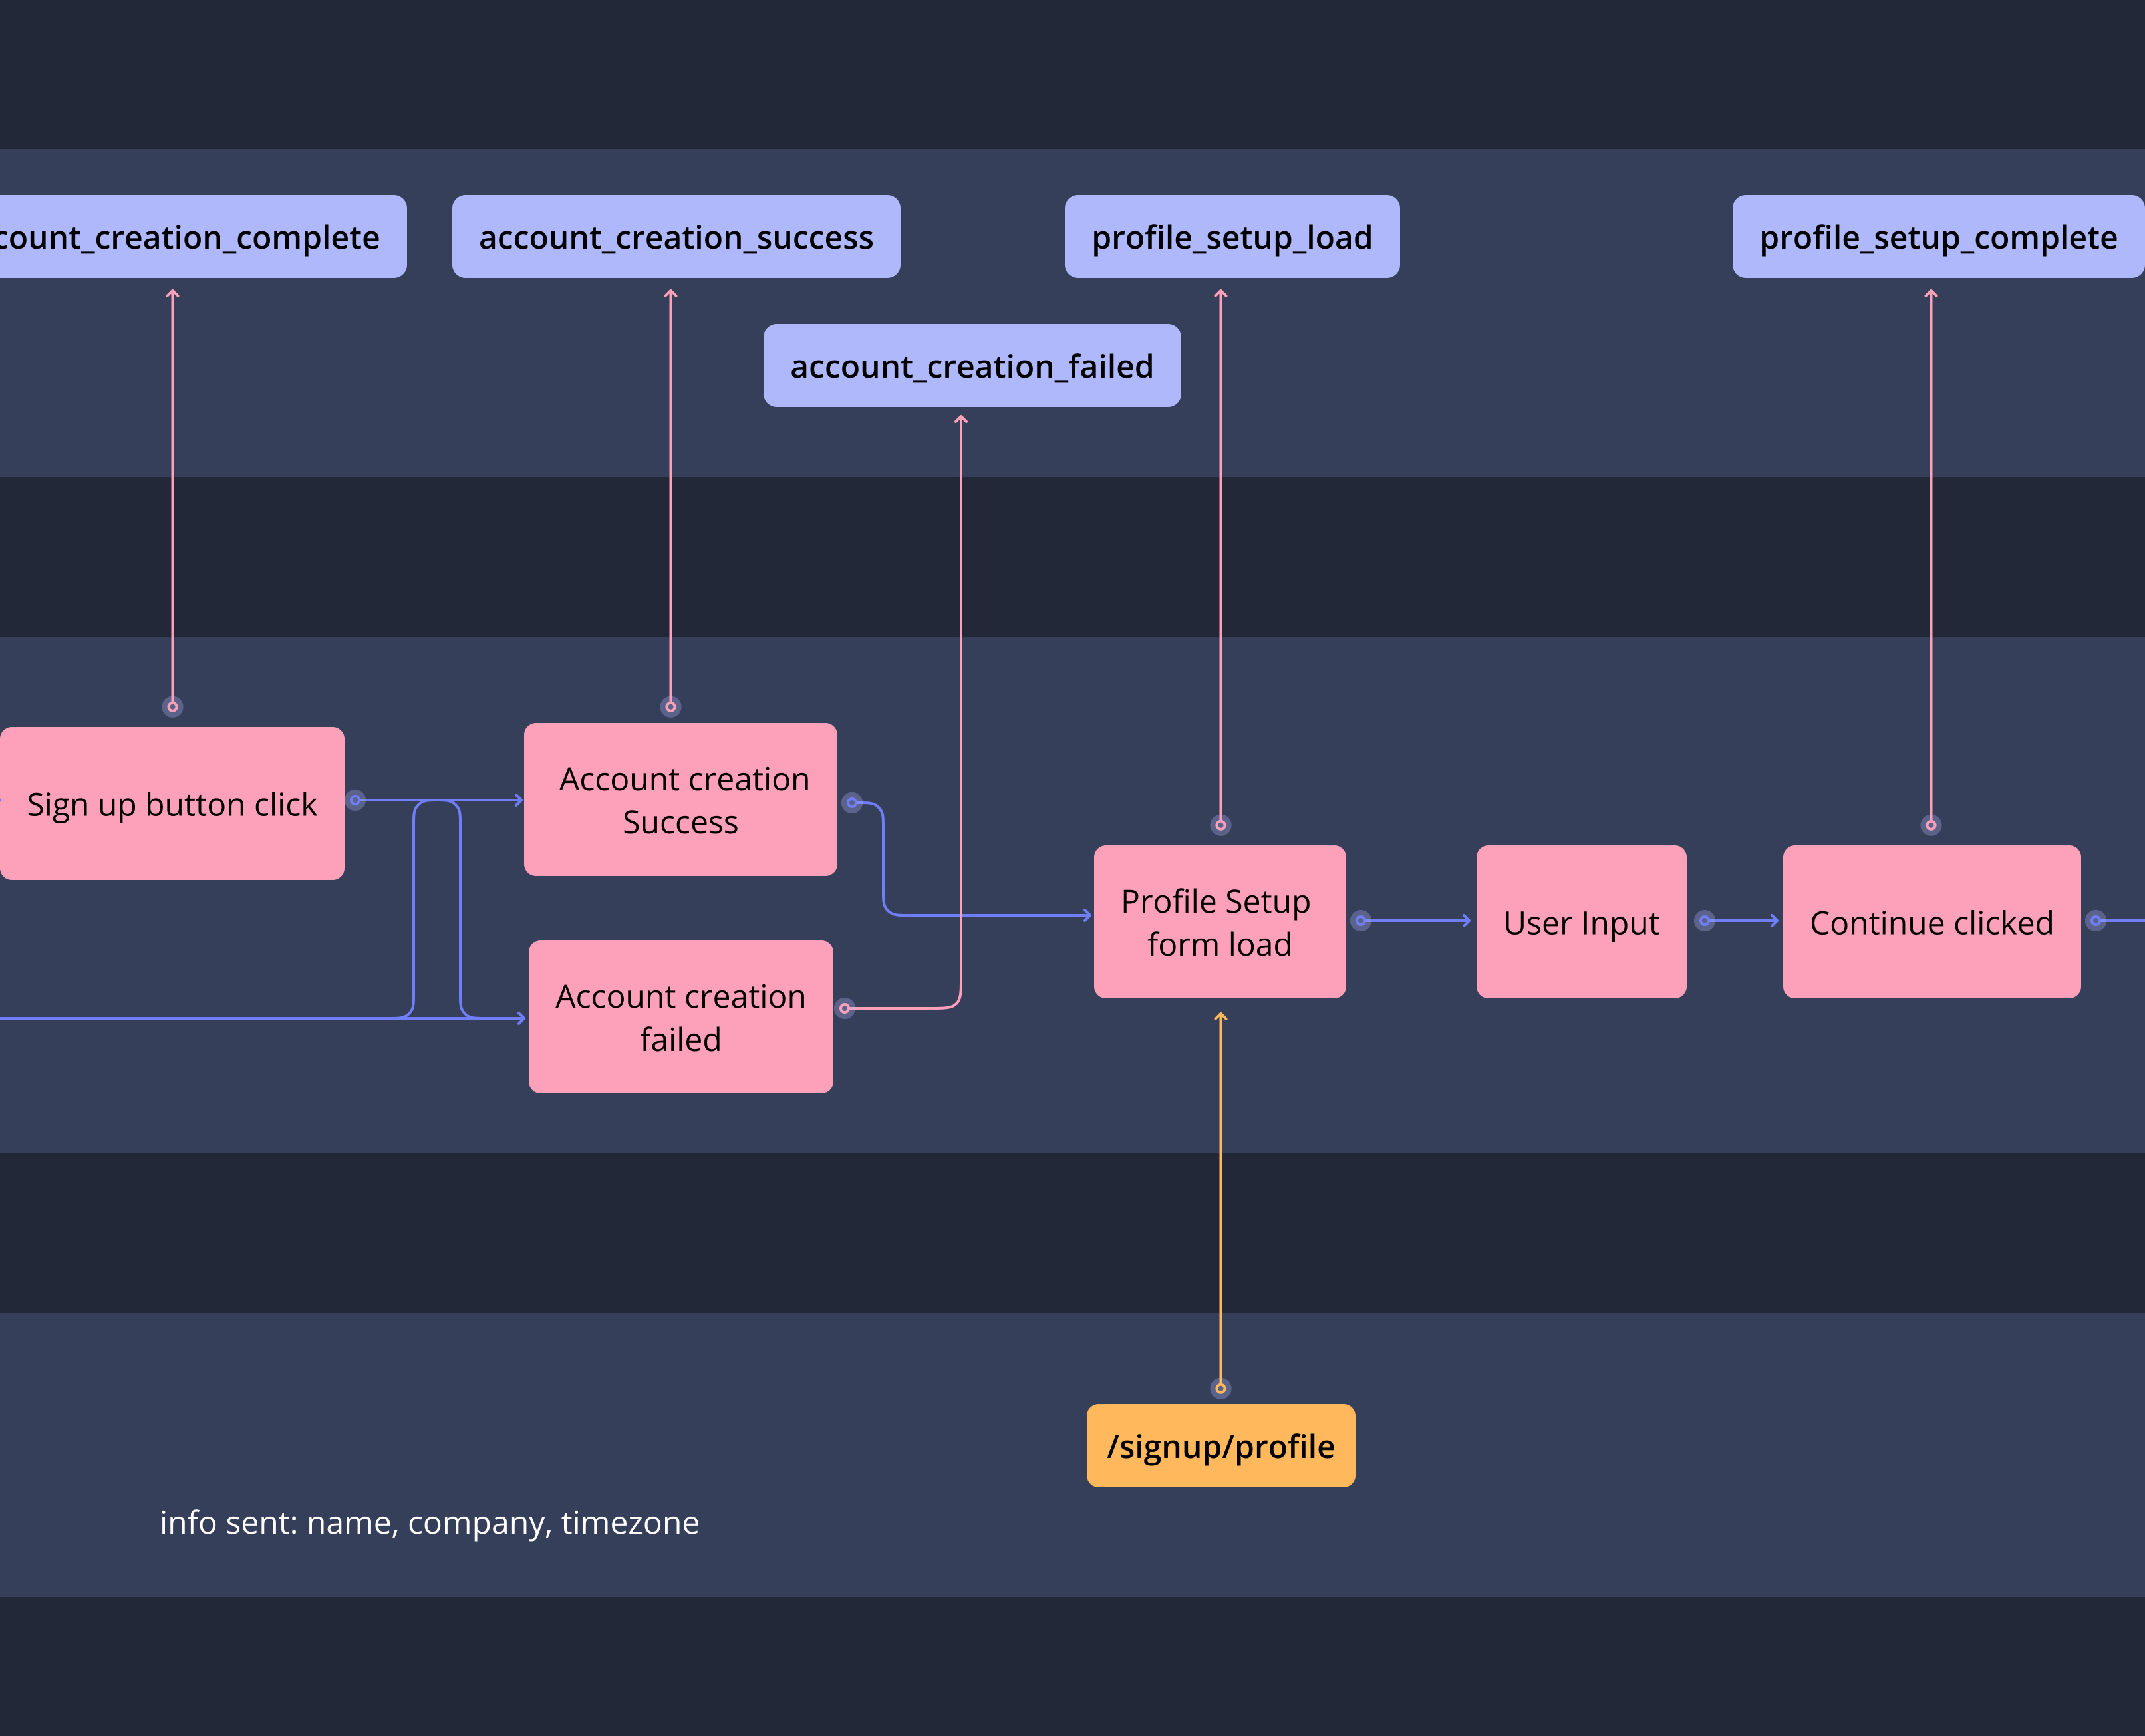 count_creation_complete
account_creation_success
profile_setup_load
profile_setup_complete
account_creation_failed
Sign up button click
Account creation
Success
Account creation
failed
Profile Setup
form load
User Input
Continue clicked
/signup/profile
info sent: name, company, timezone